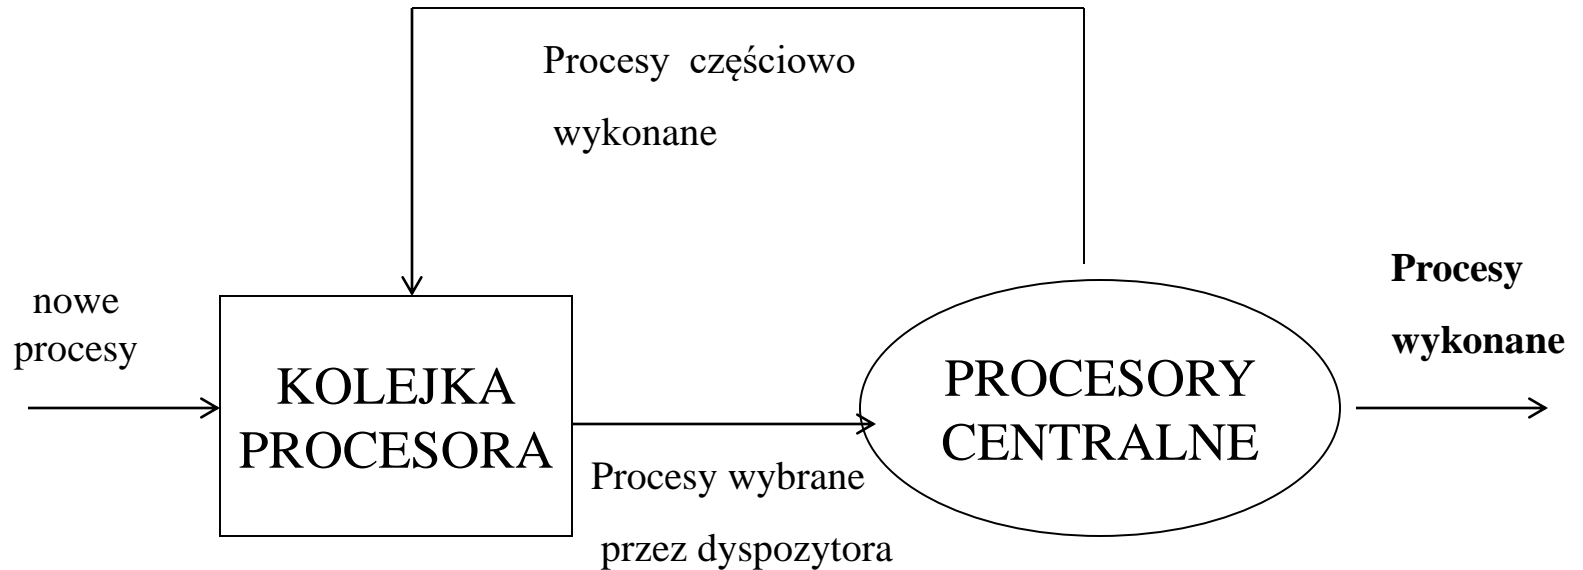 Procesy częściowo
wykonane
nowe
procesy
KOLEJKA
PROCESORA
Procesy wybrane
przez dyspozytora
PROCESORY
CENTRALNE
Procesy
wykonane